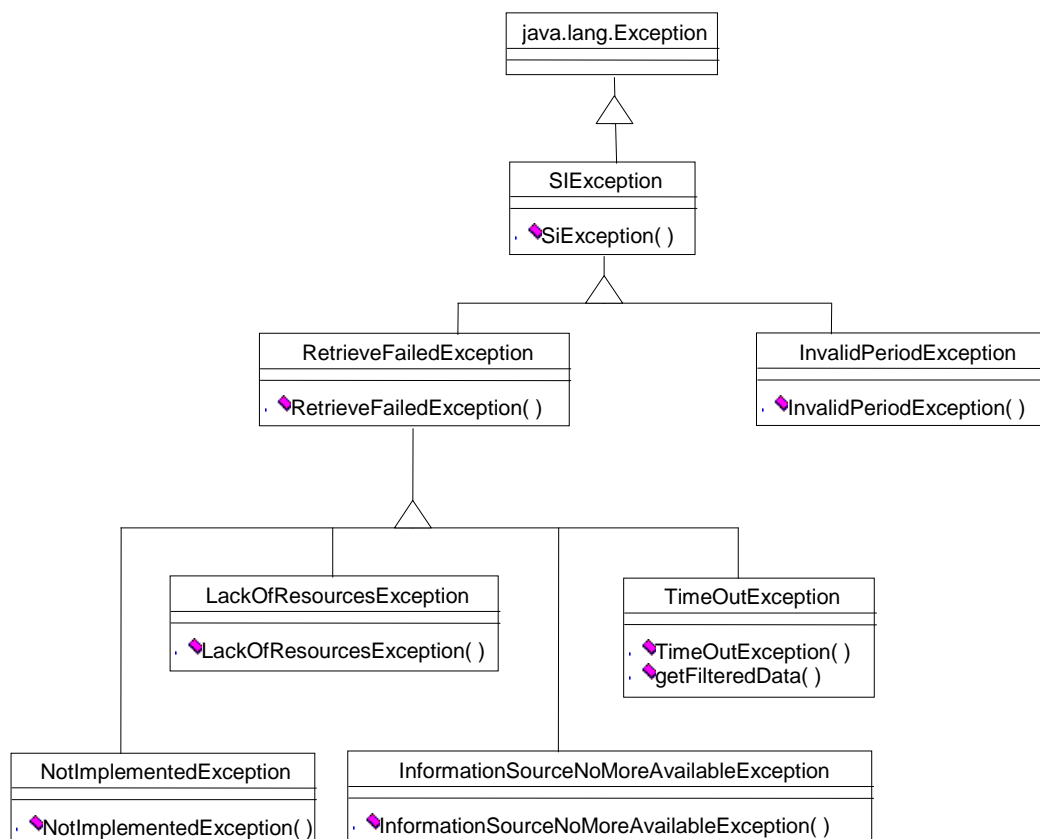 java.lang.Exception
SIException
SiException( )
RetrieveFailedException
RetrieveFailedException( )
InvalidPeriodException
InvalidPeriodException( )
LackOfResourcesException
LackOfResourcesException( )
TimeOutException
TimeOutException( )
getFilteredData( )
NotImplementedException
NotImplementedException( )
InformationSourceNoMoreAvailableException
InformationSourceNoMoreAvailableException( )